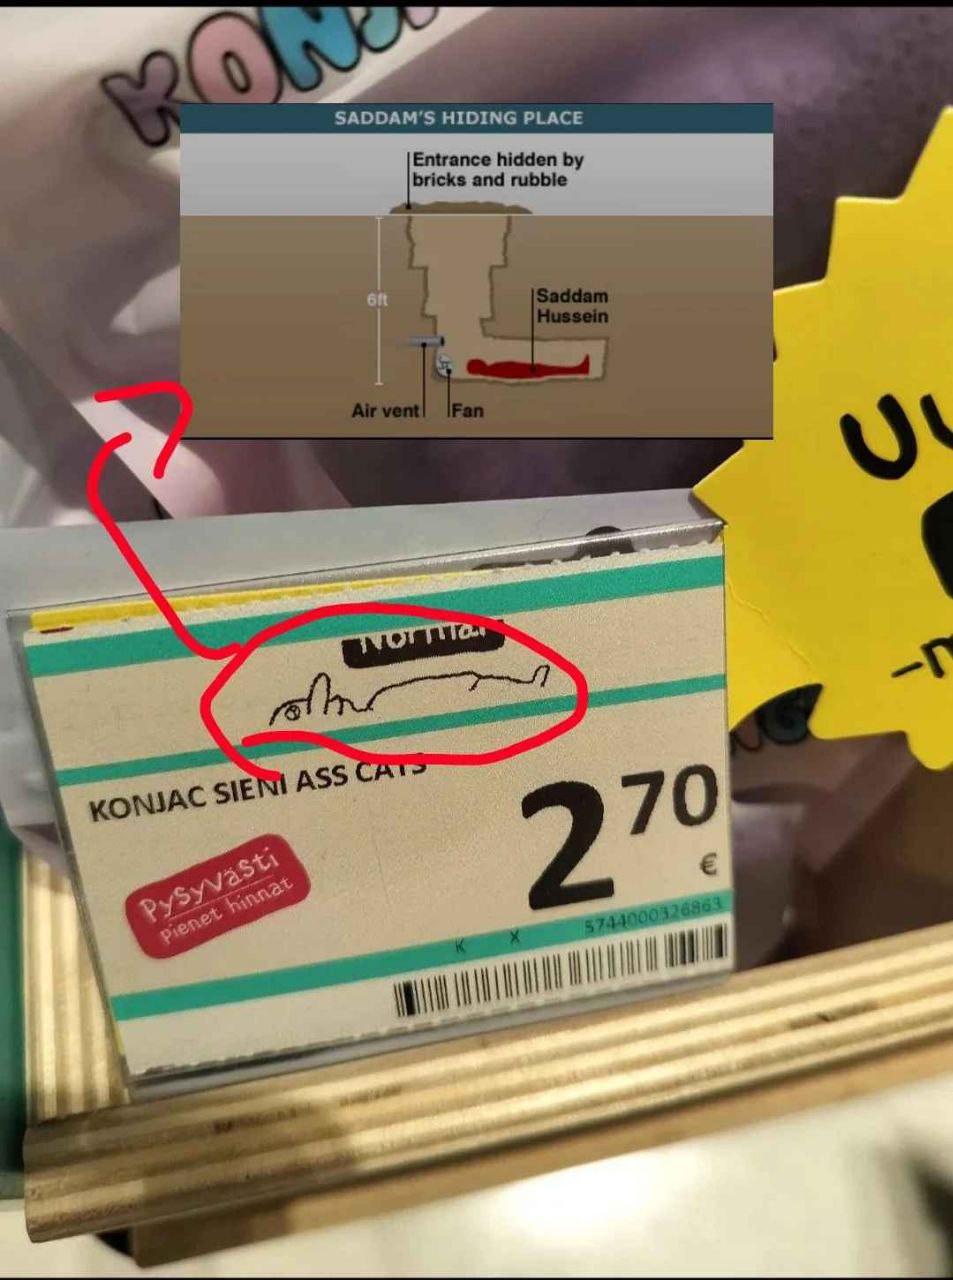 KONJ
SADDAM'S HIDING PLACE
Entrance hidden by
bricks and rubble
6ft
Saddam
Hussein
Air vent
Fan
Normal
KONJAC SIENI ASS CATS
2 70
€
Pysyvästi
Pienet hinnat
K X 5744000326863